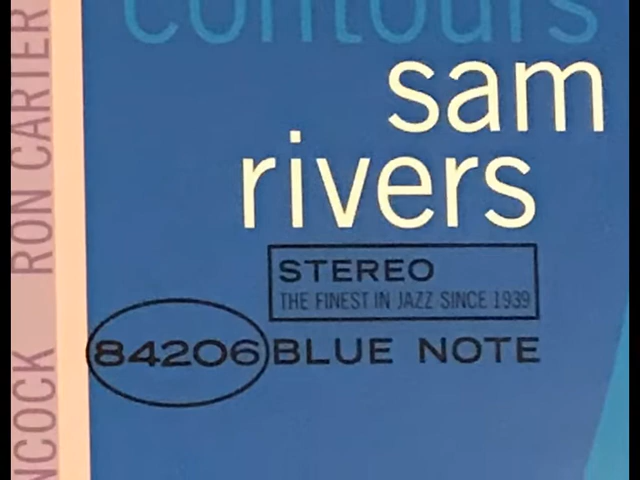 contours
sam
rivers
STEREO
THE FINEST IN JAZZ SINCE 1939
84206 BLUE NOTE
RON CARTER
NCOCK